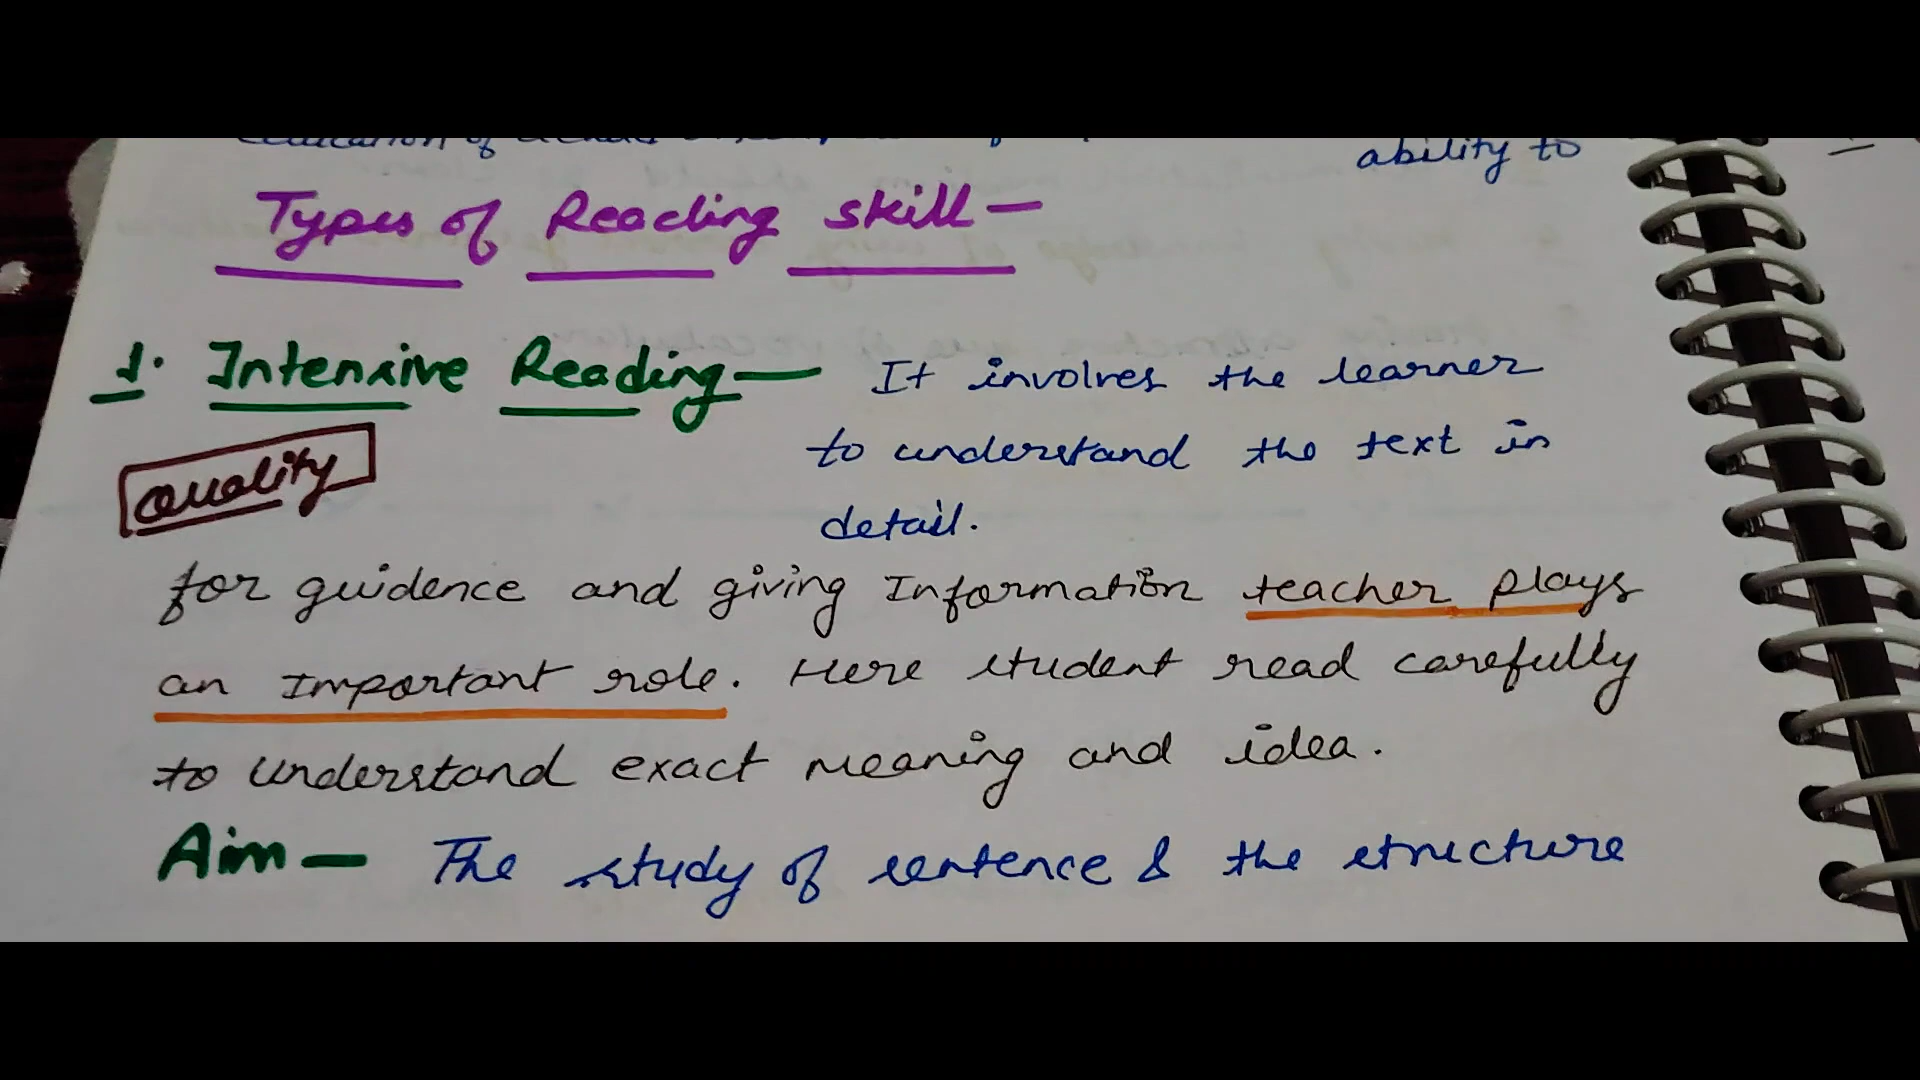 ability to
Types of Reading skill-
1. Intensive Reading- It involves the learner
Quality
to understand the text in
detail.
for guidence and giving Information teacher plays
an Important role. Here student read carefully
to understand exact meaning and idea.
Aim- The study of sentence & the structure